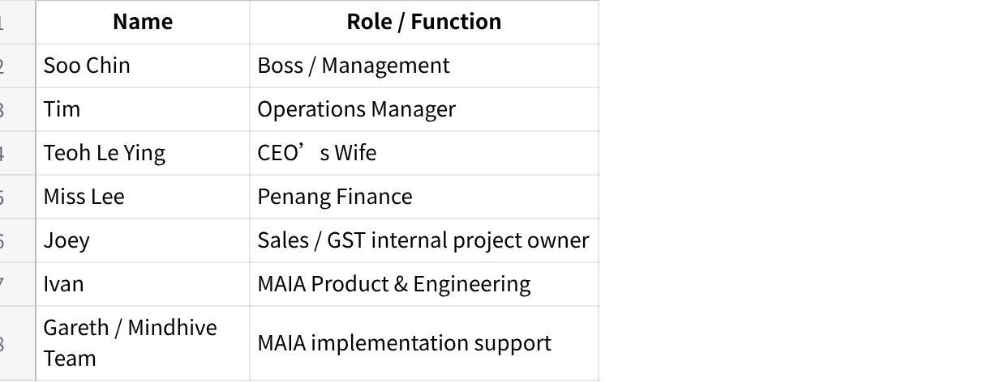 1 Name Role / Function
2 Soo Chin Boss / Management
3 Tim Operations Manager
4 Teoh Le Ying CEO’s Wife
5 Miss Lee Penang Finance
6 Joey Sales / GST internal project owner
7 Ivan MAIA Product & Engineering
8 Gareth / Mindhive
Team MAIA implementation support